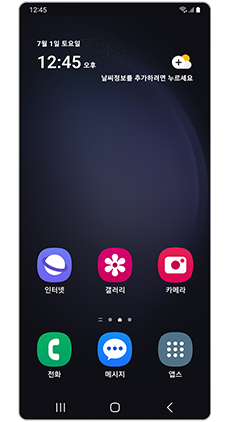 12:45
7월 1일 토요일
12:45 오후
날씨정보를 추가하려면 누르세요
인터넷
갤러리
카메라
전화
메시지
앱스